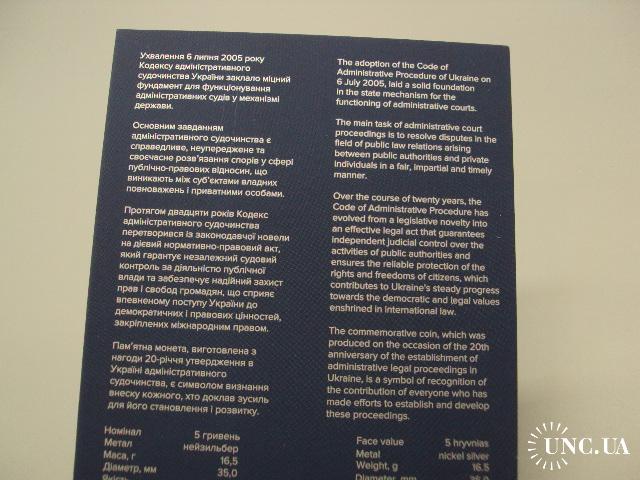 Ухвалення 6 липня 2005 року
Кодексу адміністративного
судочинства України заклало міцний
фундамент для функціонування
адміністративних судів у механізмі
держави.
Основним завданням
адміністративного судочинства є
справедливе, неупереджене та
своєчасне розв'язання спорів у сфері
публічно-правових відносин, що
виникають між суб'єктами владних
повноважень і приватними особами.
Протягом двадцяти років Кодекс
адміністративного судочинства
перетворився із законодавчої новели
на дієвий нормативно-правовий акт,
який гарантує незалежний судовий
контроль за діяльністю публічної
влади та забезпечує надійний захист
прав і свобод громадян, що сприяє
впевненому поступу України до
демократичних і правових цінностей,
закріплених міжнародним правом.
Пам'ятна монета, виготовлена з
нагоди 20-річчя утвердження в
Україні адміністративного
судочинства, є символом визнання
внеску кожного, хто доклав зусиль
для його становлення і розвитку.
Номінал 5 гривень
Метал нейзильбер
Маса, г 16,5
Діаметр, мм 35,0
Якість
The adoption of the Code of
Administrative Procedure of Ukraine on
6 July 2005, laid a solid foundation
in the state mechanism for the
functioning of administrative courts.
The main task of administrative court
proceedings is to resolve disputes in the
field of public law relations arising
between public authorities and private
individuals in a fair, impartial and timely
manner.
Over the course of twenty years, the
Code of Administrative Procedure has
evolved from a legislative novelty into
an effective legal act that guarantees
independent judicial control over the
activities of public authorities and
ensures the reliable protection of the
rights and freedoms of citizens, which
contributes to Ukraine's steady progress
towards the democratic and legal values
enshrined in international law.
The commemorative coin, which was
produced on the occasion of the 20th
anniversary of the establishment of
administrative legal proceedings in
Ukraine, is a symbol of recognition of
the contribution of everyone who has
made efforts to establish and develop
these proceedings.
Face value 5 hryvnias
Metal nickel silver
Weight, g 16.5
Diameter, mm 35.0
UNC.UA